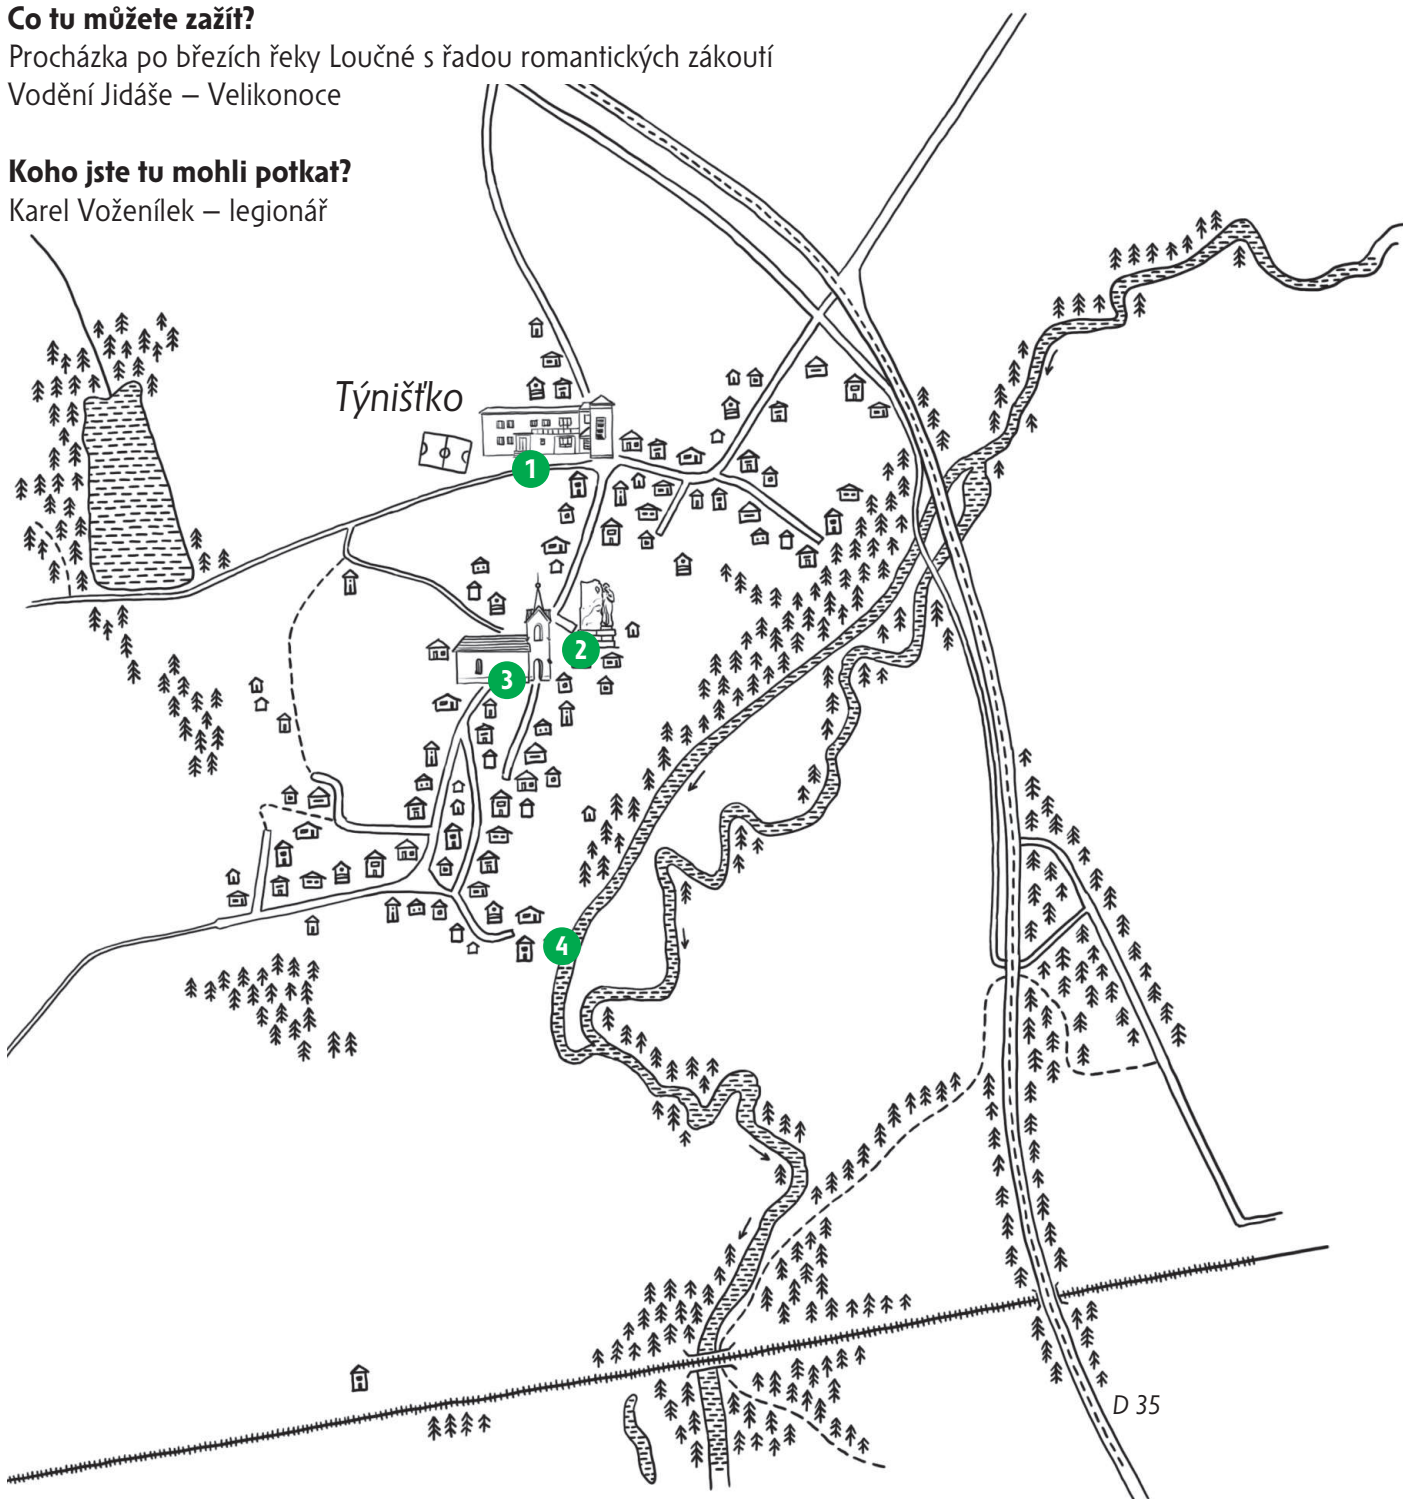 Co tu můžete zažít?
Procházka po březích řeky Loučné s řadou romantických zákoutí
Vodění Jidáše – Velikonoce
Koho jste tu mohli potkat?
Karel Voženílek – legionář
Týnišťko
1
2
3
4
D 35